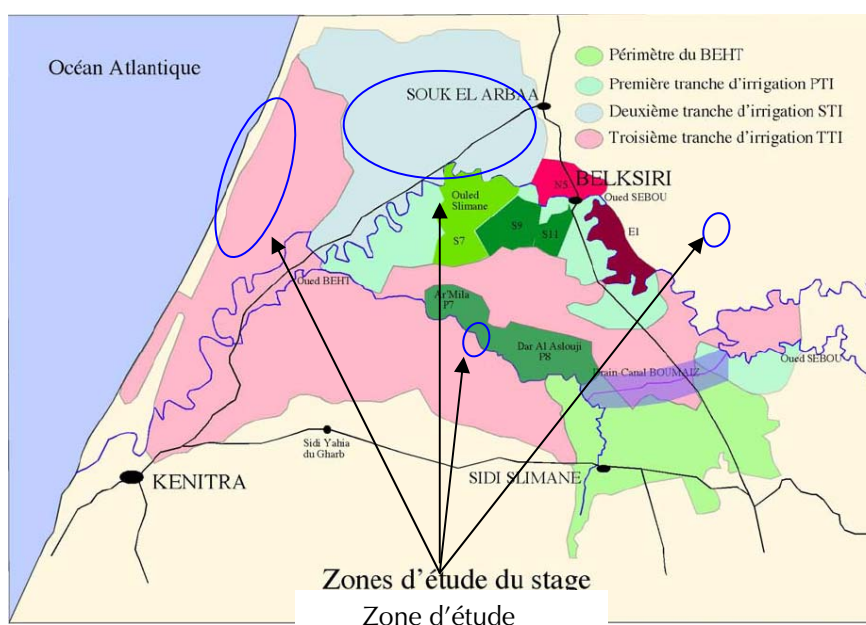 Océan Atlantique
Périmètre du BEHT
Première tranche d'irrigation PTI
Deuxième tranche d'irrigation STI
Troisième tranche d'irrigation TTI
SOUK EL ARBAA
BELKSIRI
N5
Oued SEBOU
Ouled
Slimane
S7
S9
S11
E1
Oued BEHT
Ar'Mila
P7
Dar Al Aslouji
P8
Drain-Canal BOUMAIZ
Oued SEBOU
Sidi Yahia
du Gharb
KENITRA
SIDI SLIMANE
Zones d'étude du stage
Zone d'étude